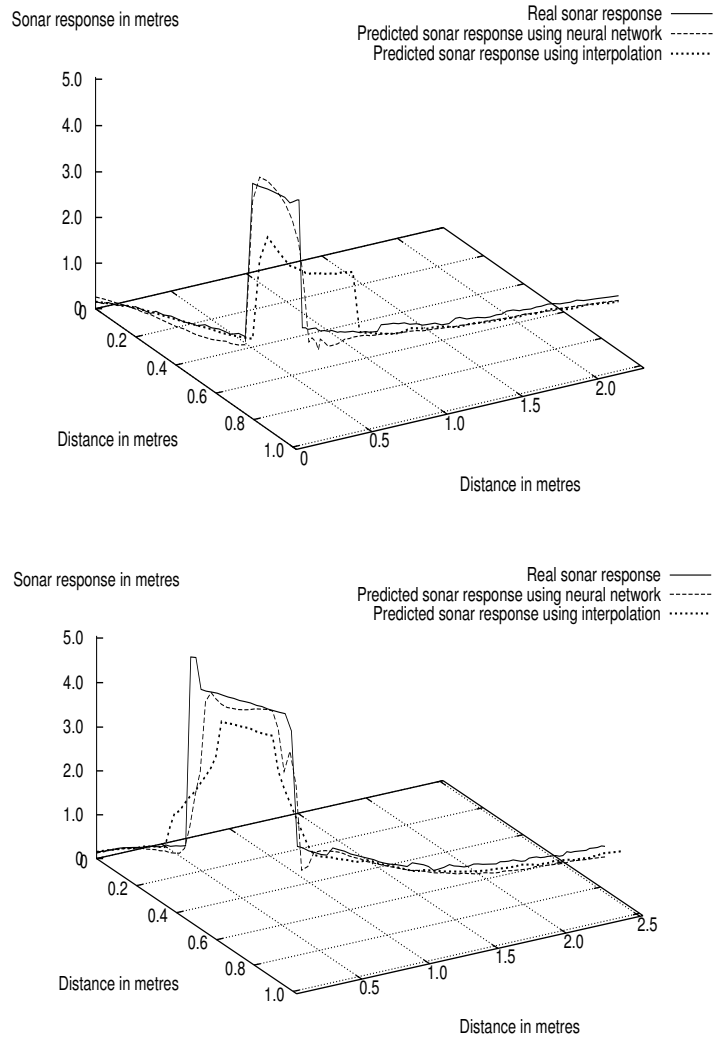 Sonar response in metres
Real sonar response
Predicted sonar response using neural network
Predicted sonar response using interpolation
5.0
4.0
3.0
2.0
1.0
0
0
0.2
0.4
0.6
0.8
1.0
0
0.5
1.0
1.5
2.0
Distance in metres
Distance in metres
Sonar response in metres
Real sonar response
Predicted sonar response using neural network
Predicted sonar response using interpolation
5.0
4.0
3.0
2.0
1.0
0
0
0.2
0.4
0.6
0.8
1.0
0.5
1.0
1.5
2.0
2.5
Distance in metres
Distance in metres